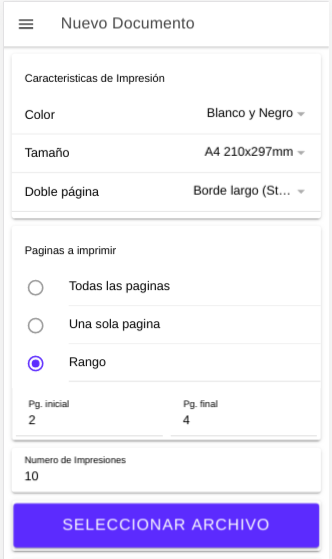 Nuevo Documento
Caracteristicas de Impresión
Color Blanco y Negro
Tamaño A4 210x297mm
Doble página Borde largo (St...
Paginas a imprimir
Todas las paginas
Una sola pagina
Rango
Pg. inicial Pg. final
2 4
Numero de Impresiones
10
SELECCIONAR ARCHIVO